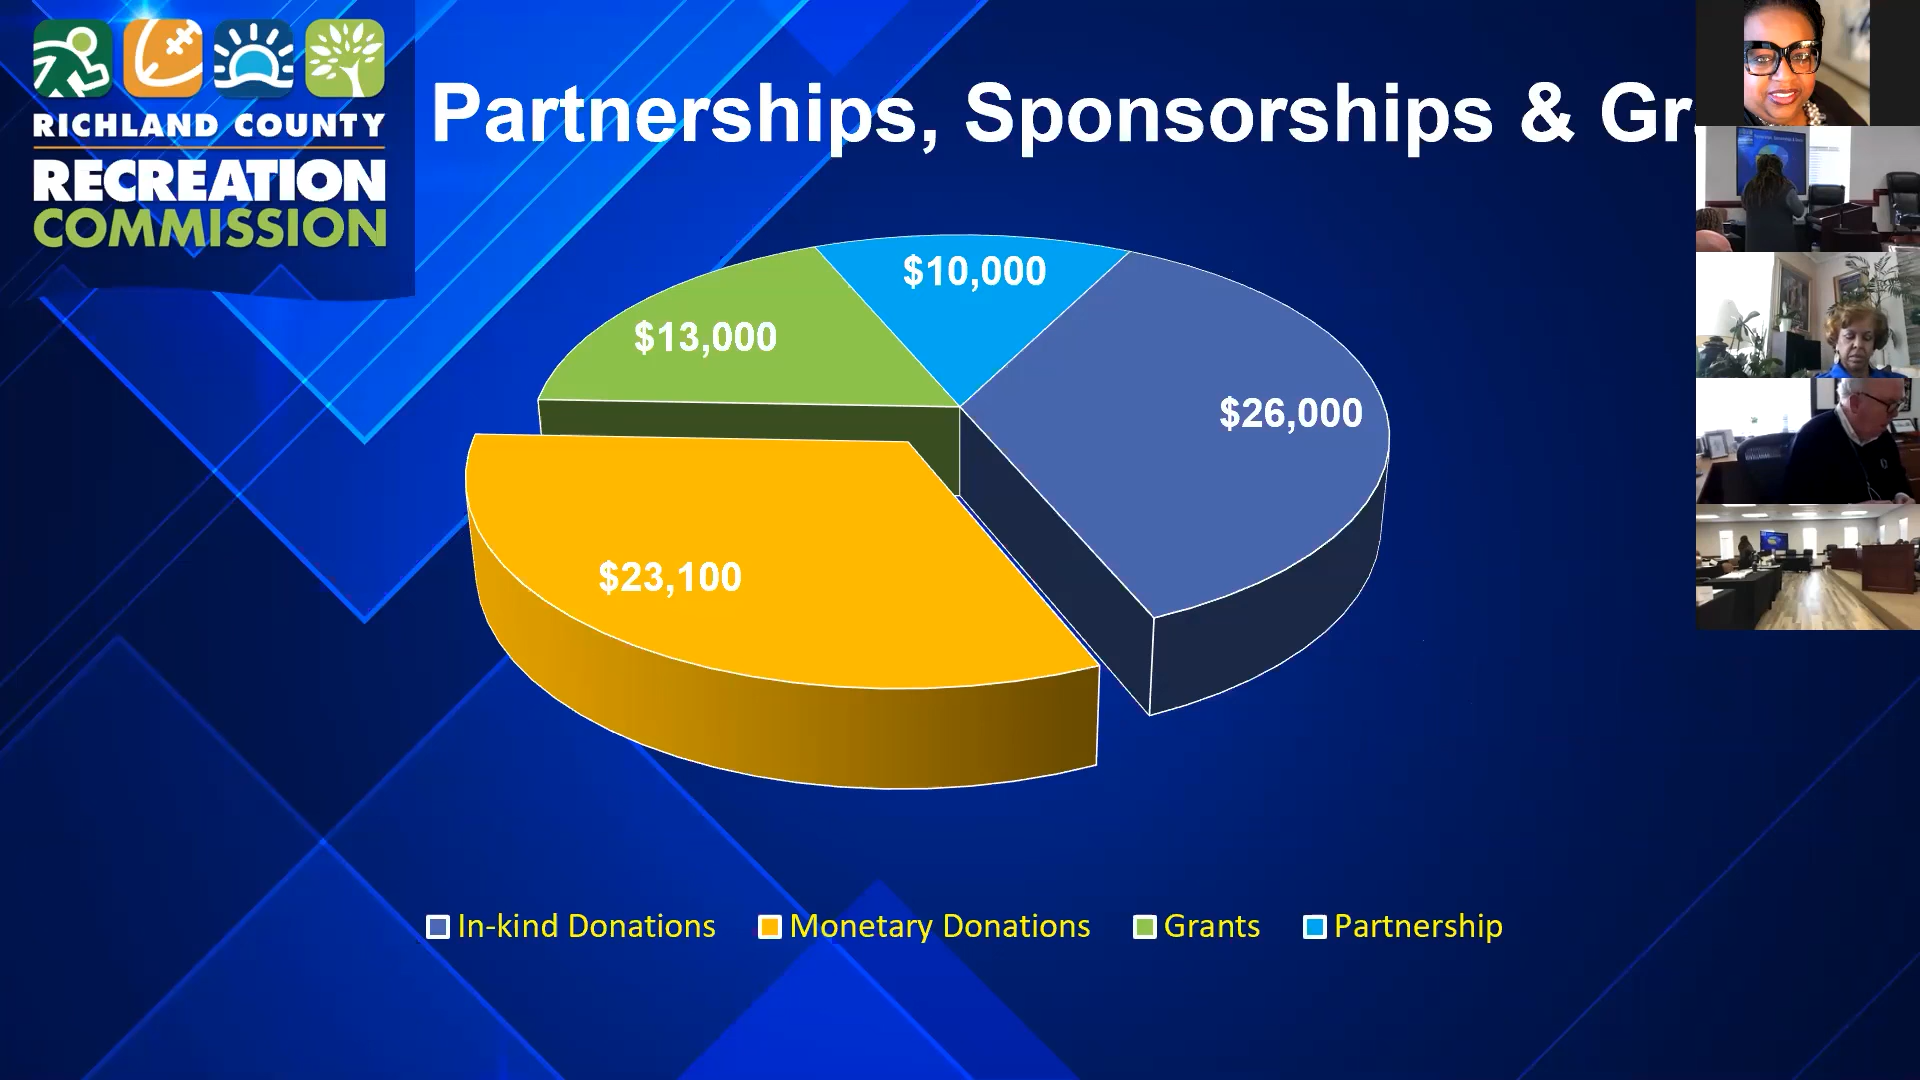 RICHLAND COUNTY
RECREATION
COMMISSION
Partnerships, Sponsorships & Gr
$10,000
$13,000
$26,000
$23,100
In-kind Donations
Monetary Donations
Grants
Partnership